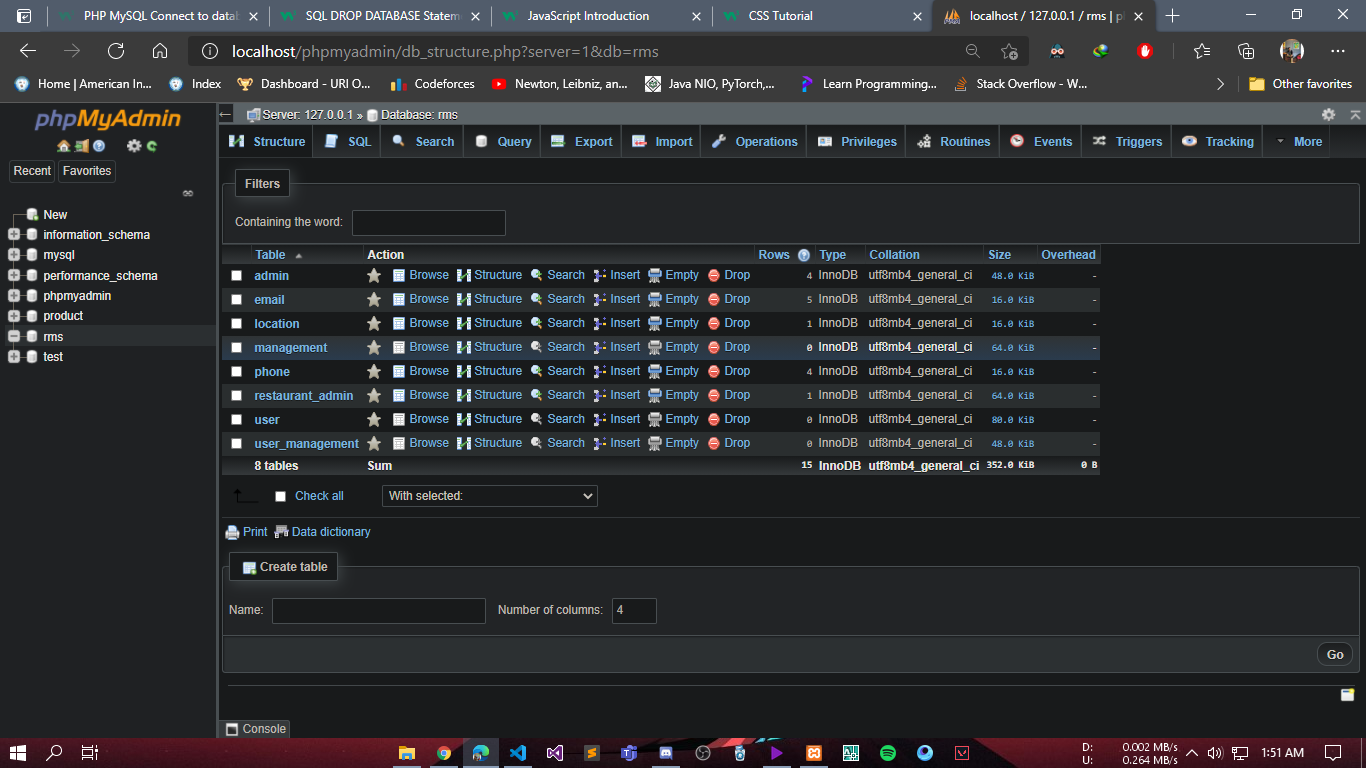 PHP MySQL Connect to datab
SQL DROP DATABASE Stateme
JavaScript Introduction
CSS Tutorial
localhost / 127.0.0.1 / rms | p
localhost/phpmyadmin/db_structure.php?server=1&db=rms
Home | American In... Index Dashboard - URI O... Codeforces Newton, Leibniz, an... Java NIO, PyTorch,... Learn Programming... Stack Overflow - W... Other favorites
phpMyAdmin
Recent Favorites
New
information_schema
mysql
performance_schema
phpmyadmin
product
rms
test
Server: 127.0.0.1 » Database: rms
Structure SQL Search Query Export Import Operations Privileges Routines Events Triggers Tracking More
Filters
Containing the word:
Table Action Rows Type Collation Size Overhead
admin Browse Structure Search Insert Empty Drop 4 InnoDB utf8mb4_general_ci 48.0 KiB -
email Browse Structure Search Insert Empty Drop 5 InnoDB utf8mb4_general_ci 16.0 KiB -
location Browse Structure Search Insert Empty Drop 1 InnoDB utf8mb4_general_ci 16.0 KiB -
management Browse Structure Search Insert Empty Drop 0 InnoDB utf8mb4_general_ci 64.0 KiB -
phone Browse Structure Search Insert Empty Drop 4 InnoDB utf8mb4_general_ci 16.0 KiB -
restaurant_admin Browse Structure Search Insert Empty Drop 1 InnoDB utf8mb4_general_ci 64.0 KiB -
user Browse Structure Search Insert Empty Drop 0 InnoDB utf8mb4_general_ci 80.0 KiB -
user_management Browse Structure Search Insert Empty Drop 0 InnoDB utf8mb4_general_ci 48.0 KiB -
8 tables Sum 15 InnoDB utf8mb4_general_ci 352.0 KiB 0 B
Check all With selected:
Print Data dictionary
Create table
Name: Number of columns: 4
Go
Console
D: 0.002 MB/s
U: 0.264 MB/s
1:51 AM